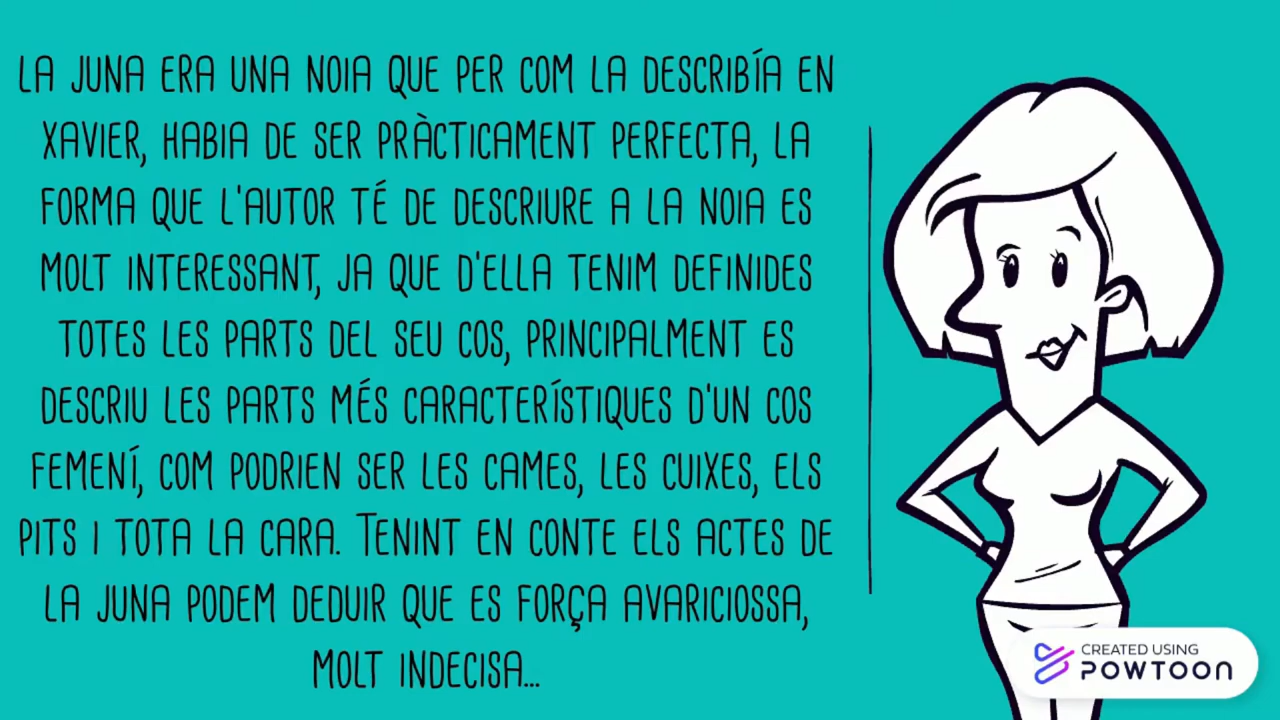 LA JUNA ERA UNA NOIA QUE PER COM LA DESCRIBÍA EN
XAVIER, HABIA DE SER PRÀCTICAMENT PERFECTA, LA
FORMA QUE L'AUTOR TÉ DE DESCRIURE A LA NOIA ES
MOLT INTERESSANT, JA QUE D'ELLA TENIM DEFINIDES
TOTES LES PARTS DEL SEU COS, PRINCIPALMENT ES
DESCRIU LES PARTS MÉS CARACTERÍSTIQUES D'UN COS
FEMENÍ, COM PODRIEN SER LES CAMES, LES CUIXES, ELS
PITS I TOTA LA CARA. TENINT EN CONTE ELS ACTES DE
LA JUNA PODEM DEDUIR QUE ES FORÇA AVARICIOSSA,
MOLT INDECISA...
CREATED USING
POWTOON